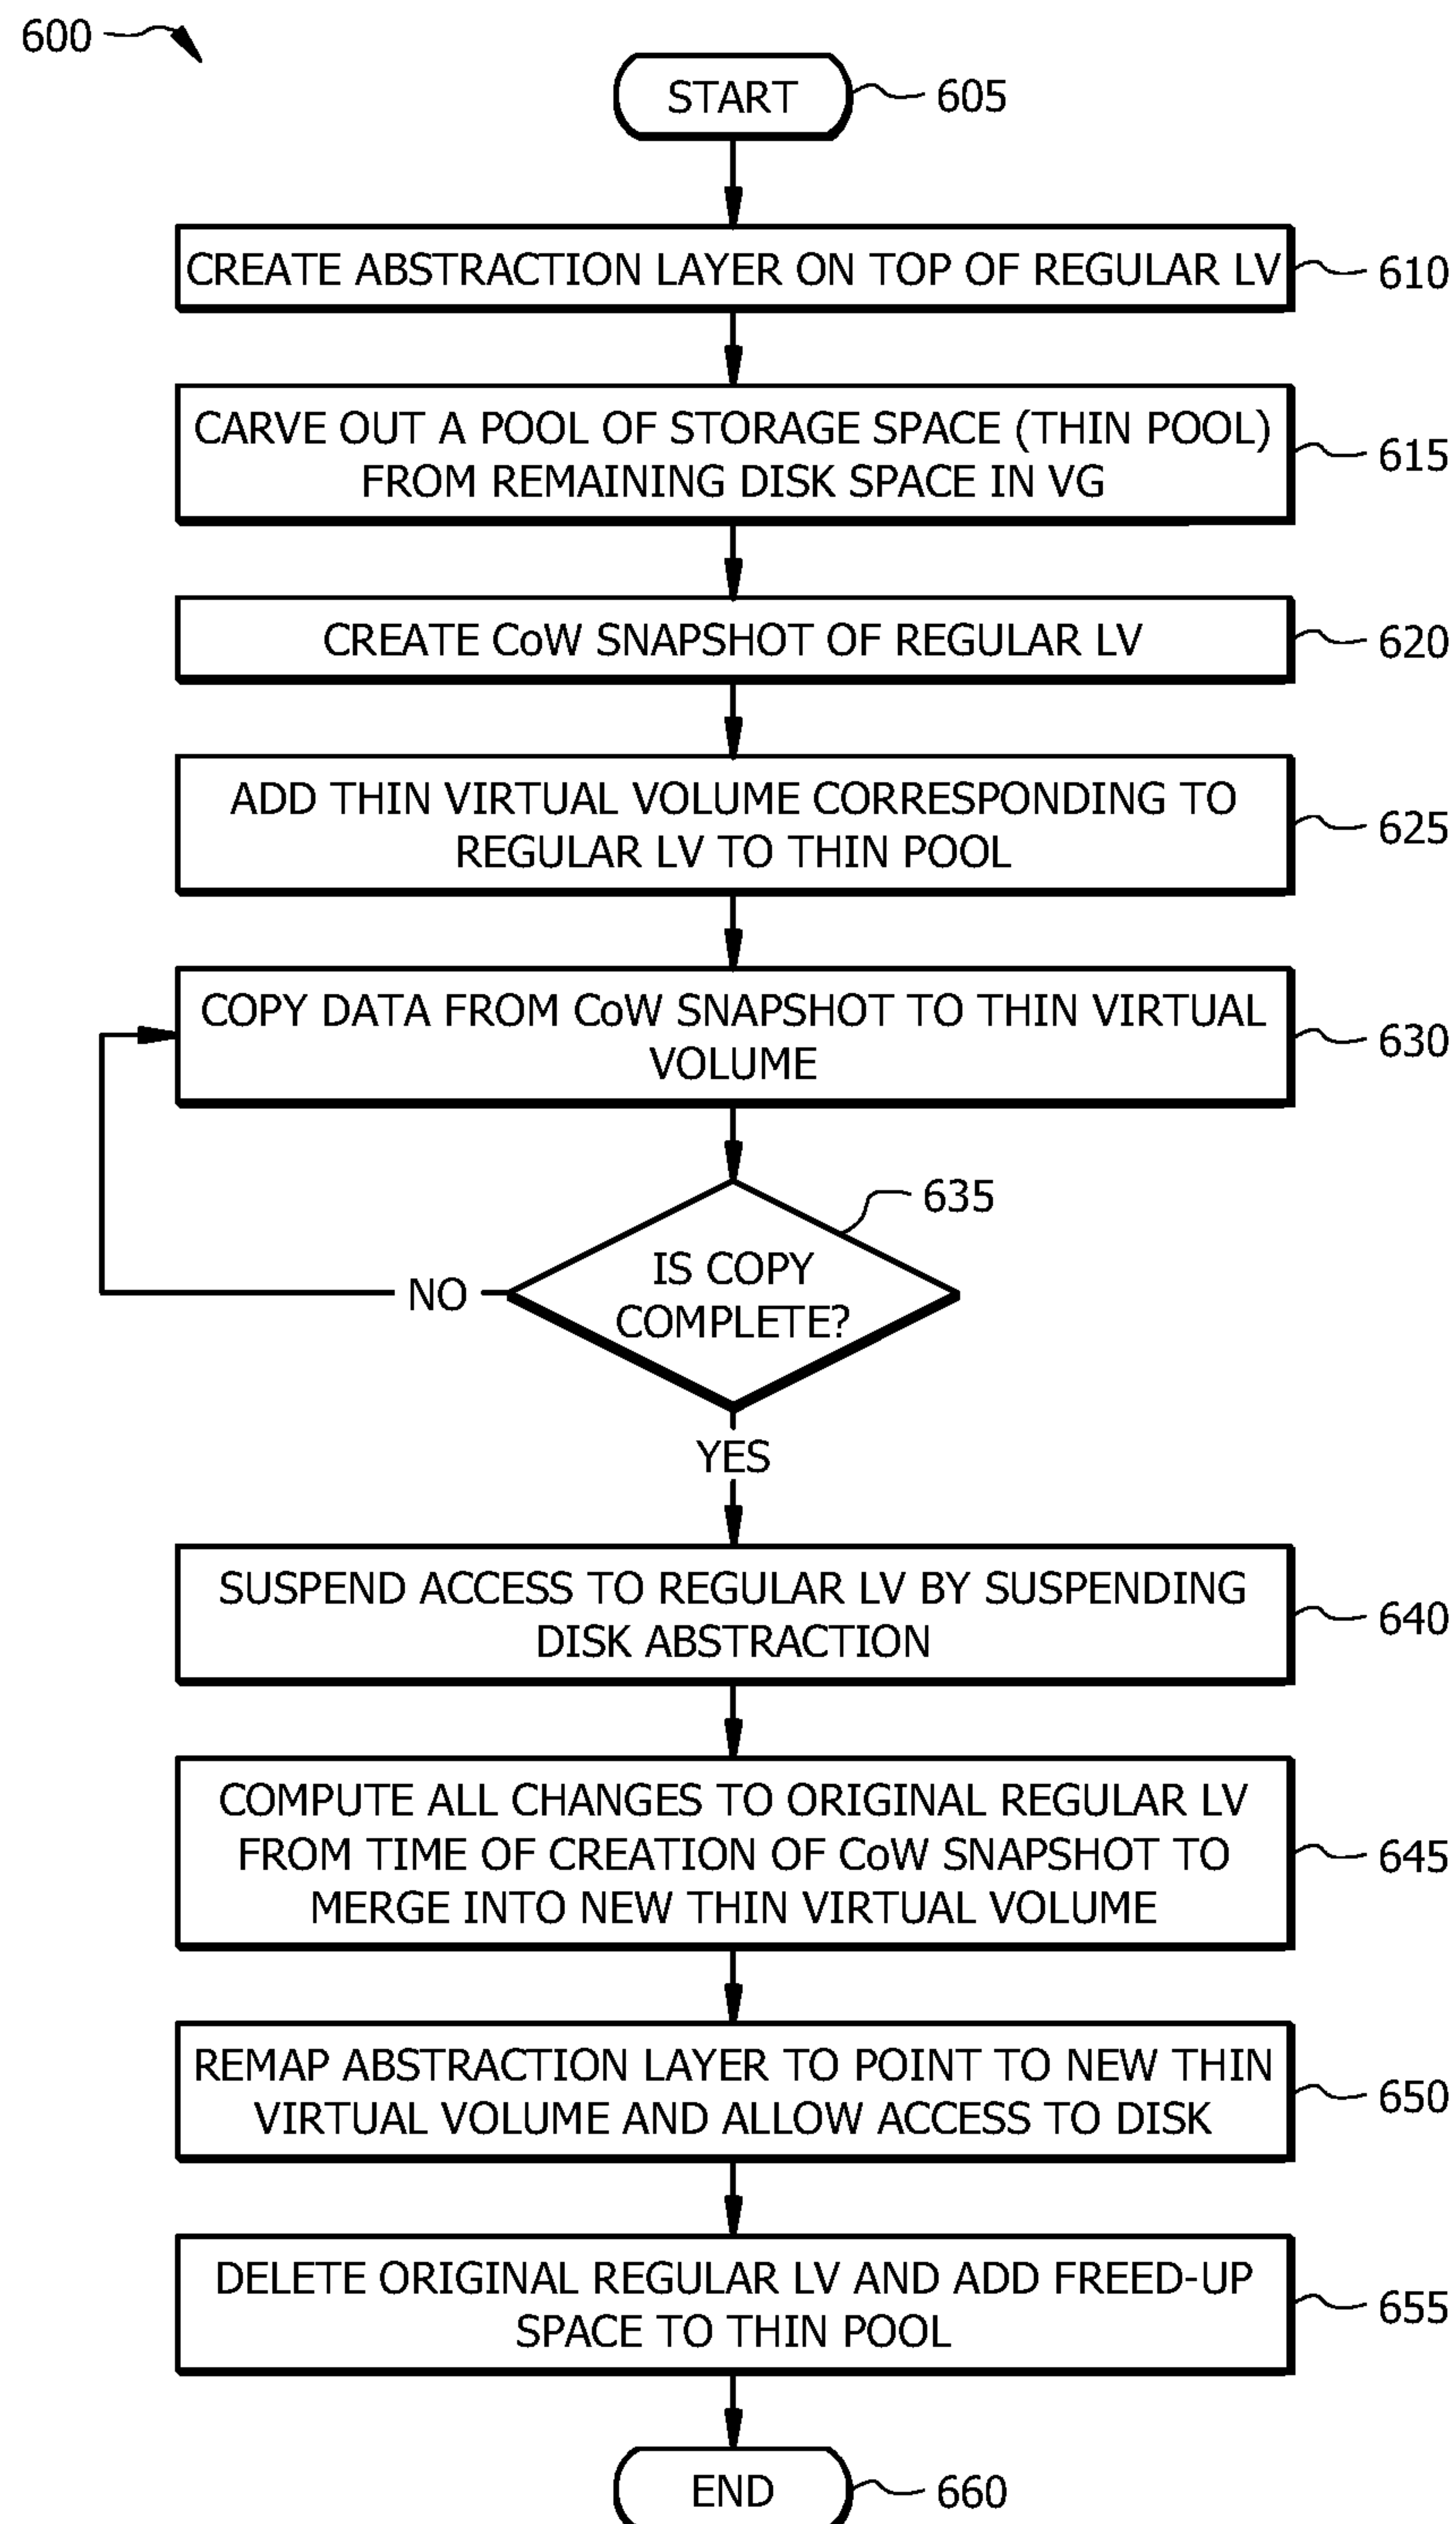 600
START
605
CREATE ABSTRACTION LAYER ON TOP OF REGULAR LV
610
CARVE OUT A POOL OF STORAGE SPACE (THIN POOL)
FROM REMAINING DISK SPACE IN VG
615
CREATE CoW SNAPSHOT OF REGULAR LV
620
ADD THIN VIRTUAL VOLUME CORRESPONDING TO
REGULAR LV TO THIN POOL
625
COPY DATA FROM CoW SNAPSHOT TO THIN VIRTUAL
VOLUME
630
635
IS COPY
COMPLETE?
NO
YES
SUSPEND ACCESS TO REGULAR LV BY SUSPENDING
DISK ABSTRACTION
640
COMPUTE ALL CHANGES TO ORIGINAL REGULAR LV
FROM TIME OF CREATION OF CoW SNAPSHOT TO
MERGE INTO NEW THIN VIRTUAL VOLUME
645
REMAP ABSTRACTION LAYER TO POINT TO NEW THIN
VIRTUAL VOLUME AND ALLOW ACCESS TO DISK
650
DELETE ORIGINAL REGULAR LV AND ADD FREED-UP
SPACE TO THIN POOL
655
END
660